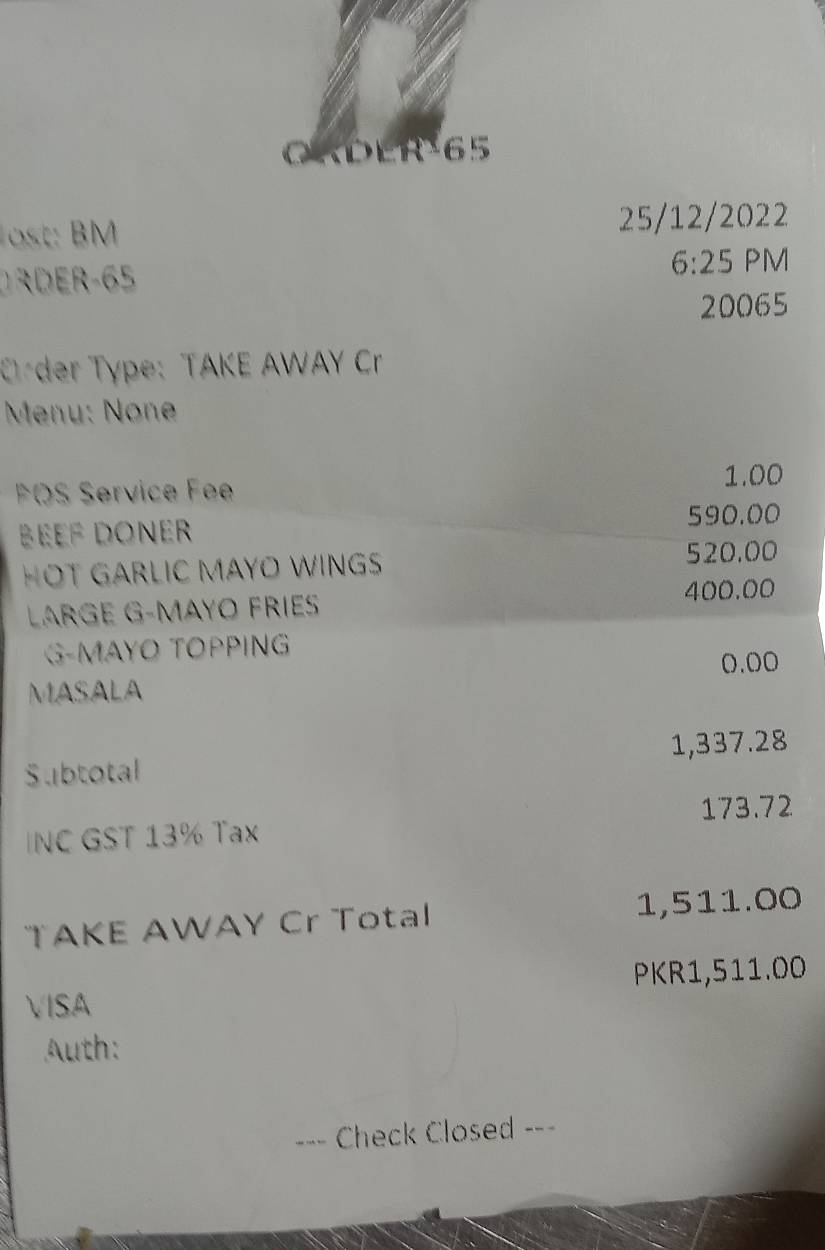 ORDER-65
Host: BM 25/12/2022
ORDER-65 6:25 PM
20065
Order Type: TAKE AWAY Cr
Menu: None
POS Service Fee 1.00
BEEF DONER 590.00
HOT GARLIC MAYO WINGS 520.00
LARGE G-MAYO FRIES 400.00
G-MAYO TOPPING
MASALA 0.00
Subtotal 1,337.28
INC GST 13% Tax 173.72
TAKE AWAY Cr Total 1,511.00
VISA PKR1,511.00
Auth:
--- Check Closed ---